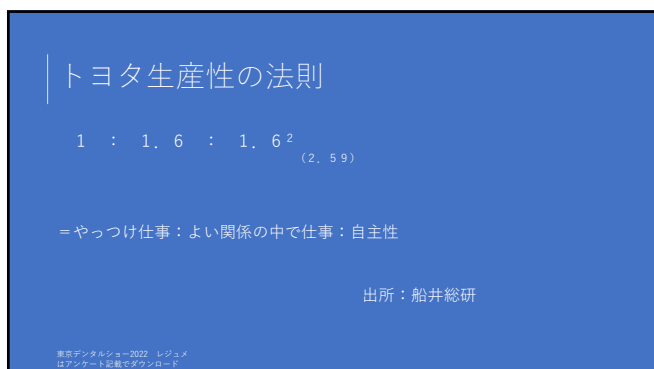 トヨタ生産性の法則
1 : 1.6 : 1.6²
(2.59)
=やっつけ仕事:よい関係の中で仕事:自主性
出所:船井総研
東京デンタルショー2022 レジュメ
はアンケート記載でダウンロード